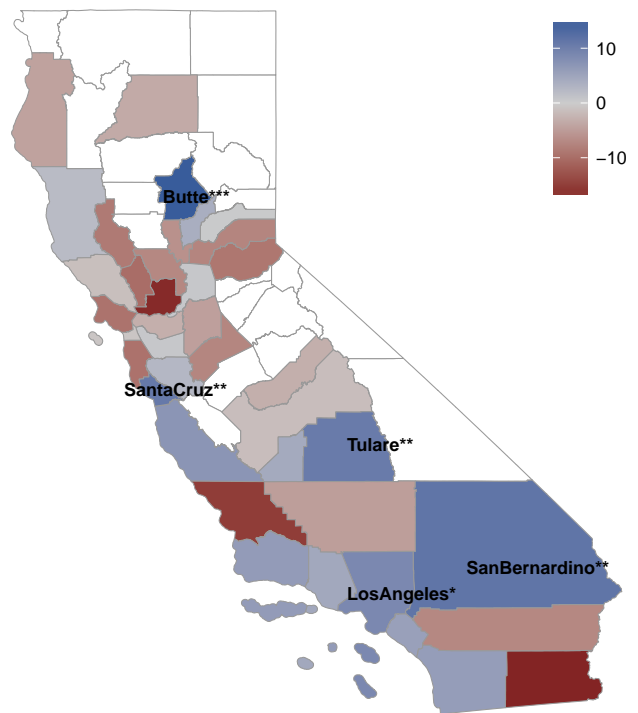 10
0
−10
Butte***
SantaCruz**
Tulare**
SanBernardino**
LosAngeles*